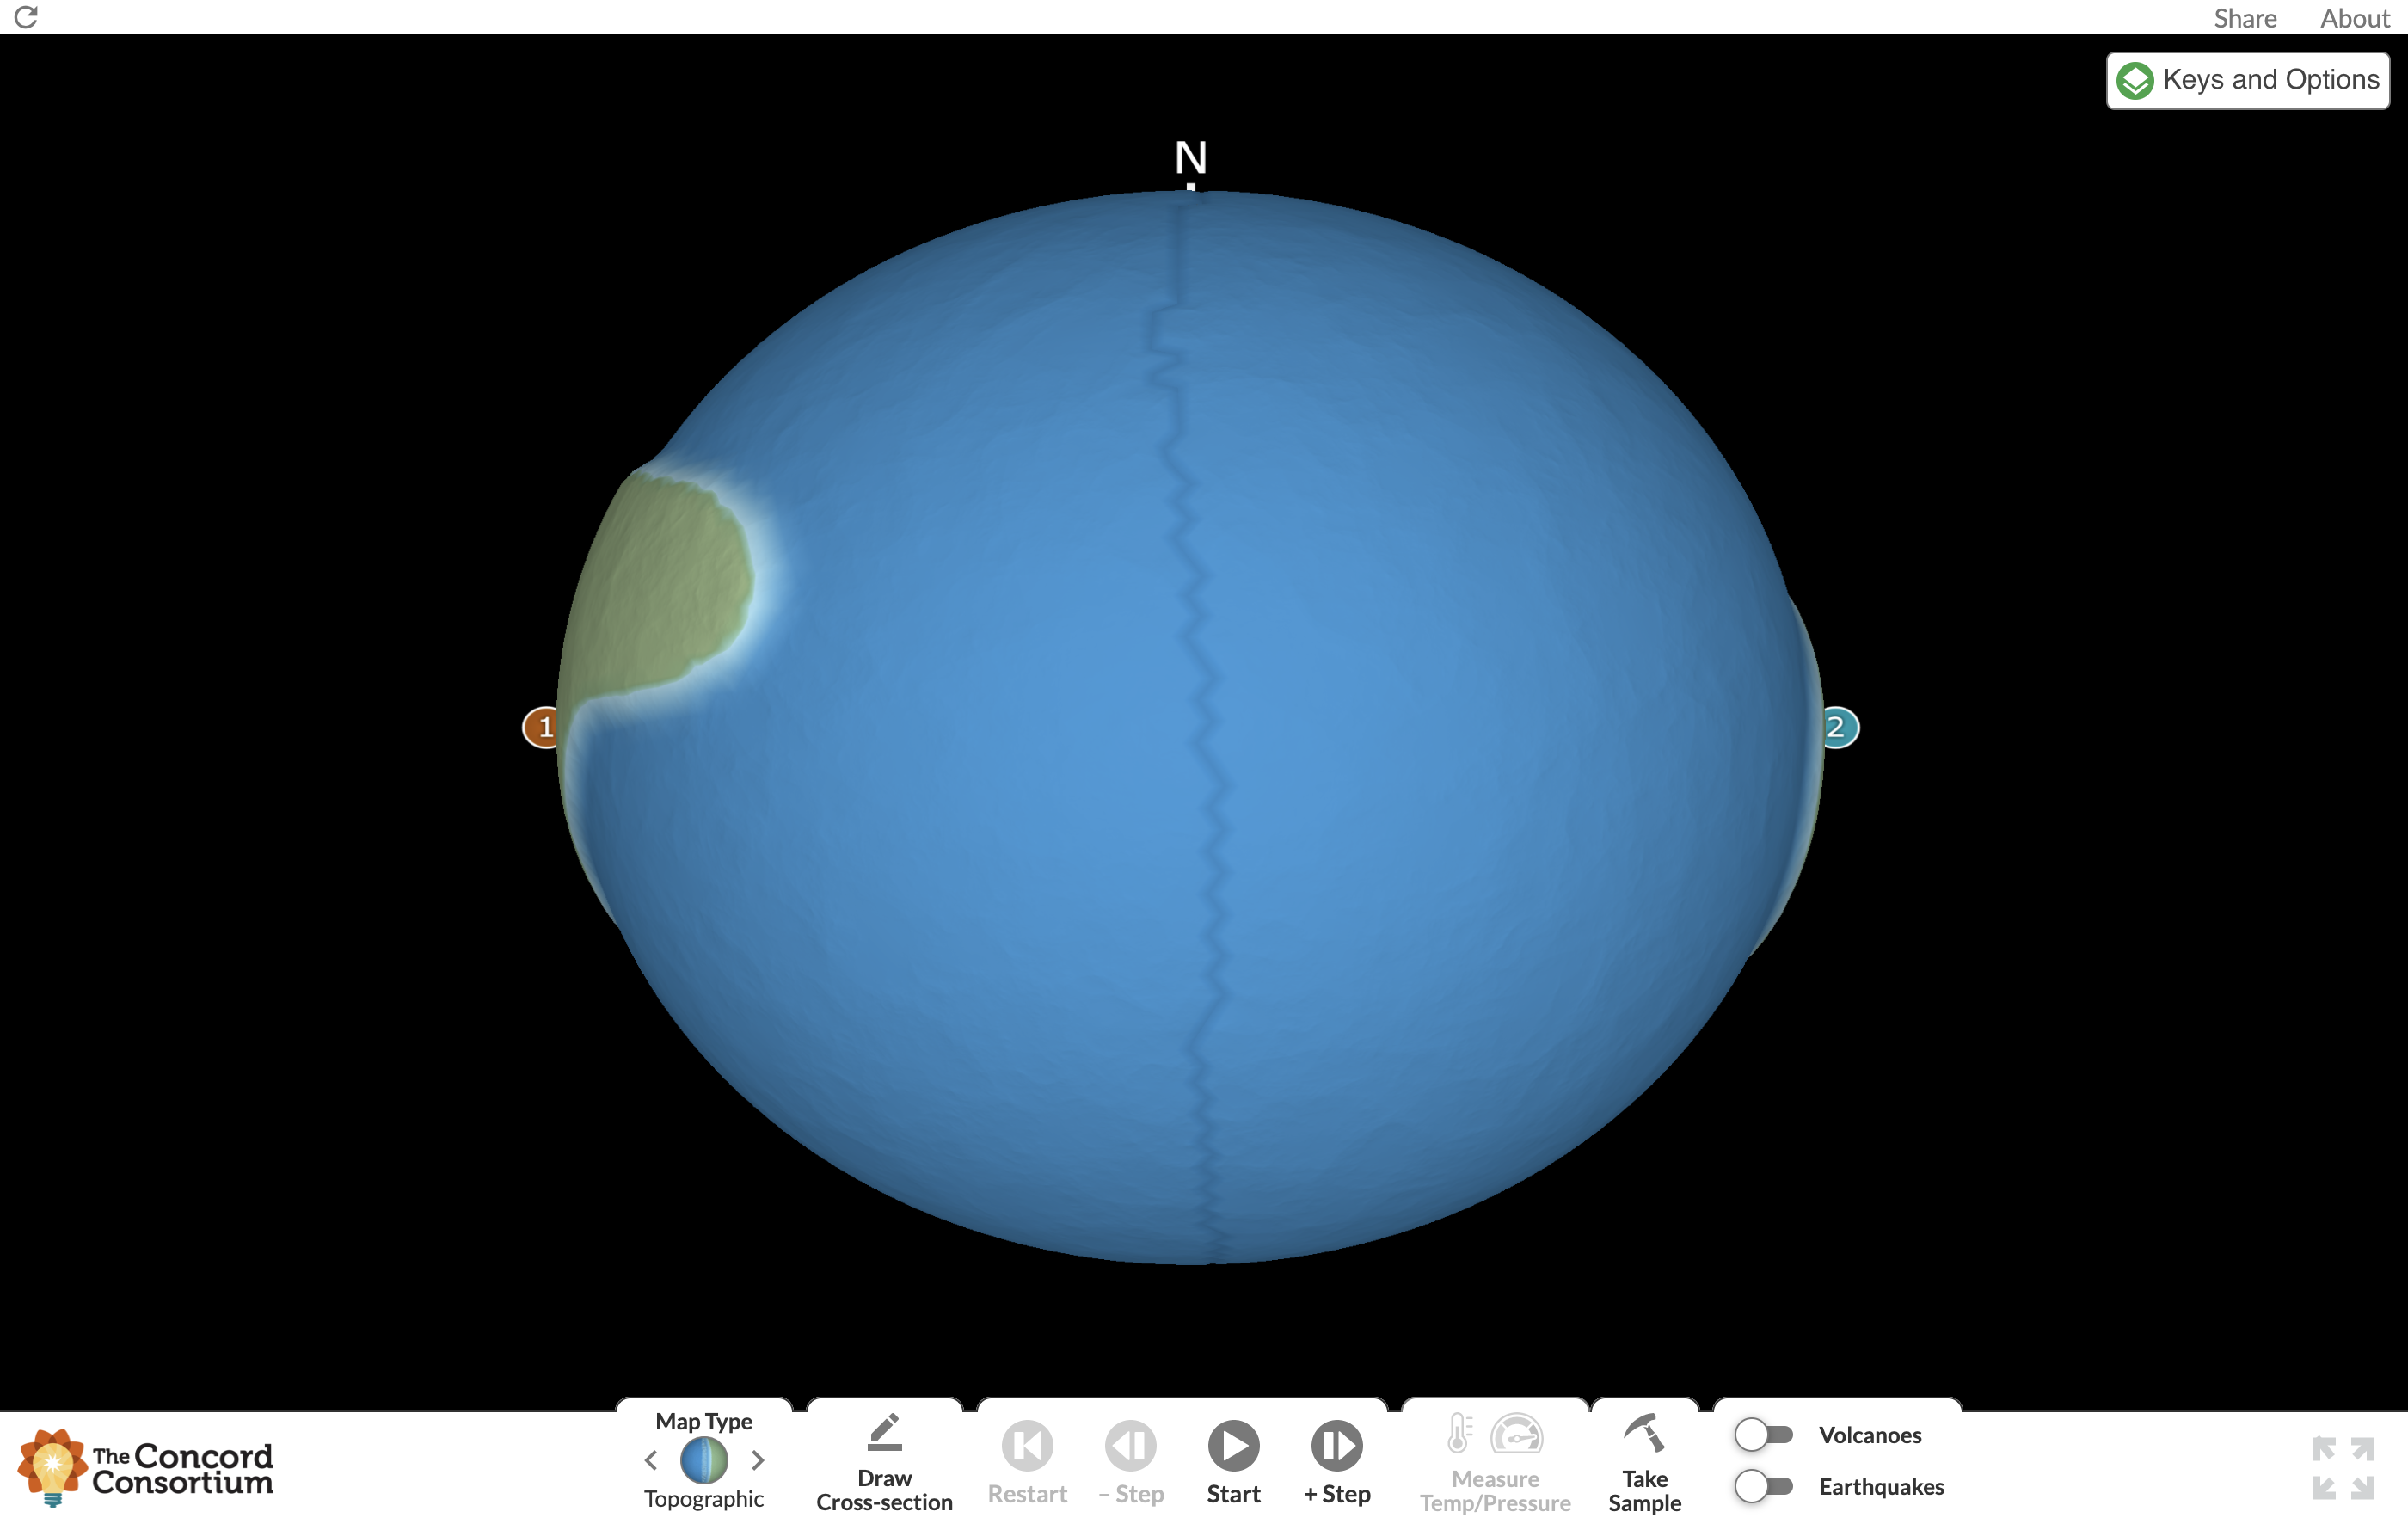 Share About
Keys and Options
N
1
2
The Concord
Consortium
Map Type
Topographic
Draw
Cross-section
Restart
– Step
Start
+ Step
Measure
Temp/Pressure
Take
Sample
Volcanoes
Earthquakes